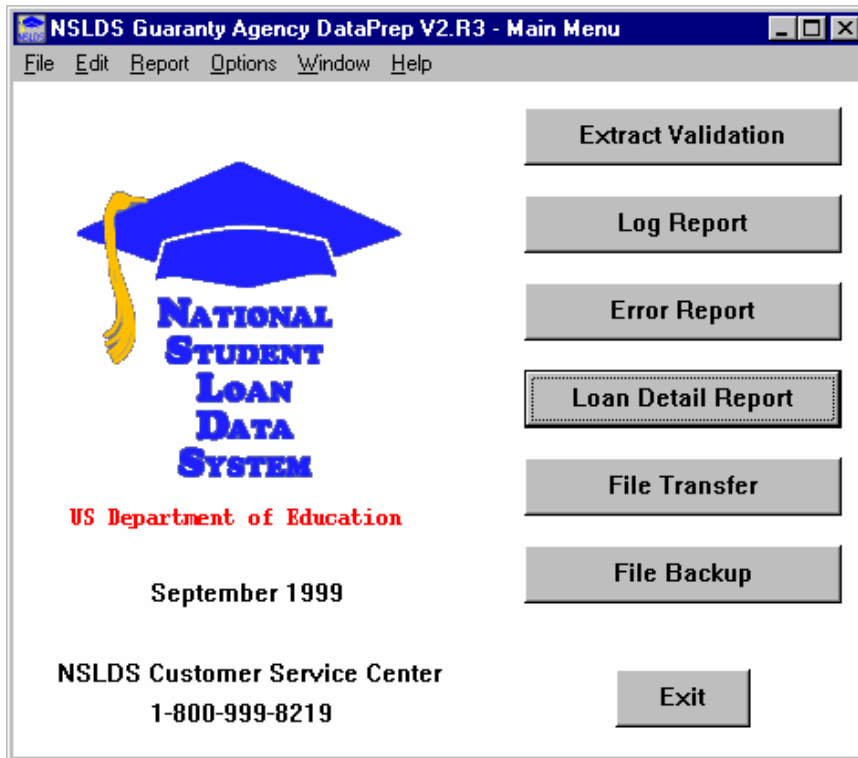 NSLDS
NSLDS Guaranty Agency DataPrep V2.R3 - Main Menu
File Edit Report Options Window Help
Extract Validation
Log Report
Error Report
Loan Detail Report
File Transfer
File Backup
Exit
NATIONAL
STUDENT
LOAN
DATA
SYSTEM
US Department of Education
September 1999
NSLDS Customer Service Center
1-800-999-8219